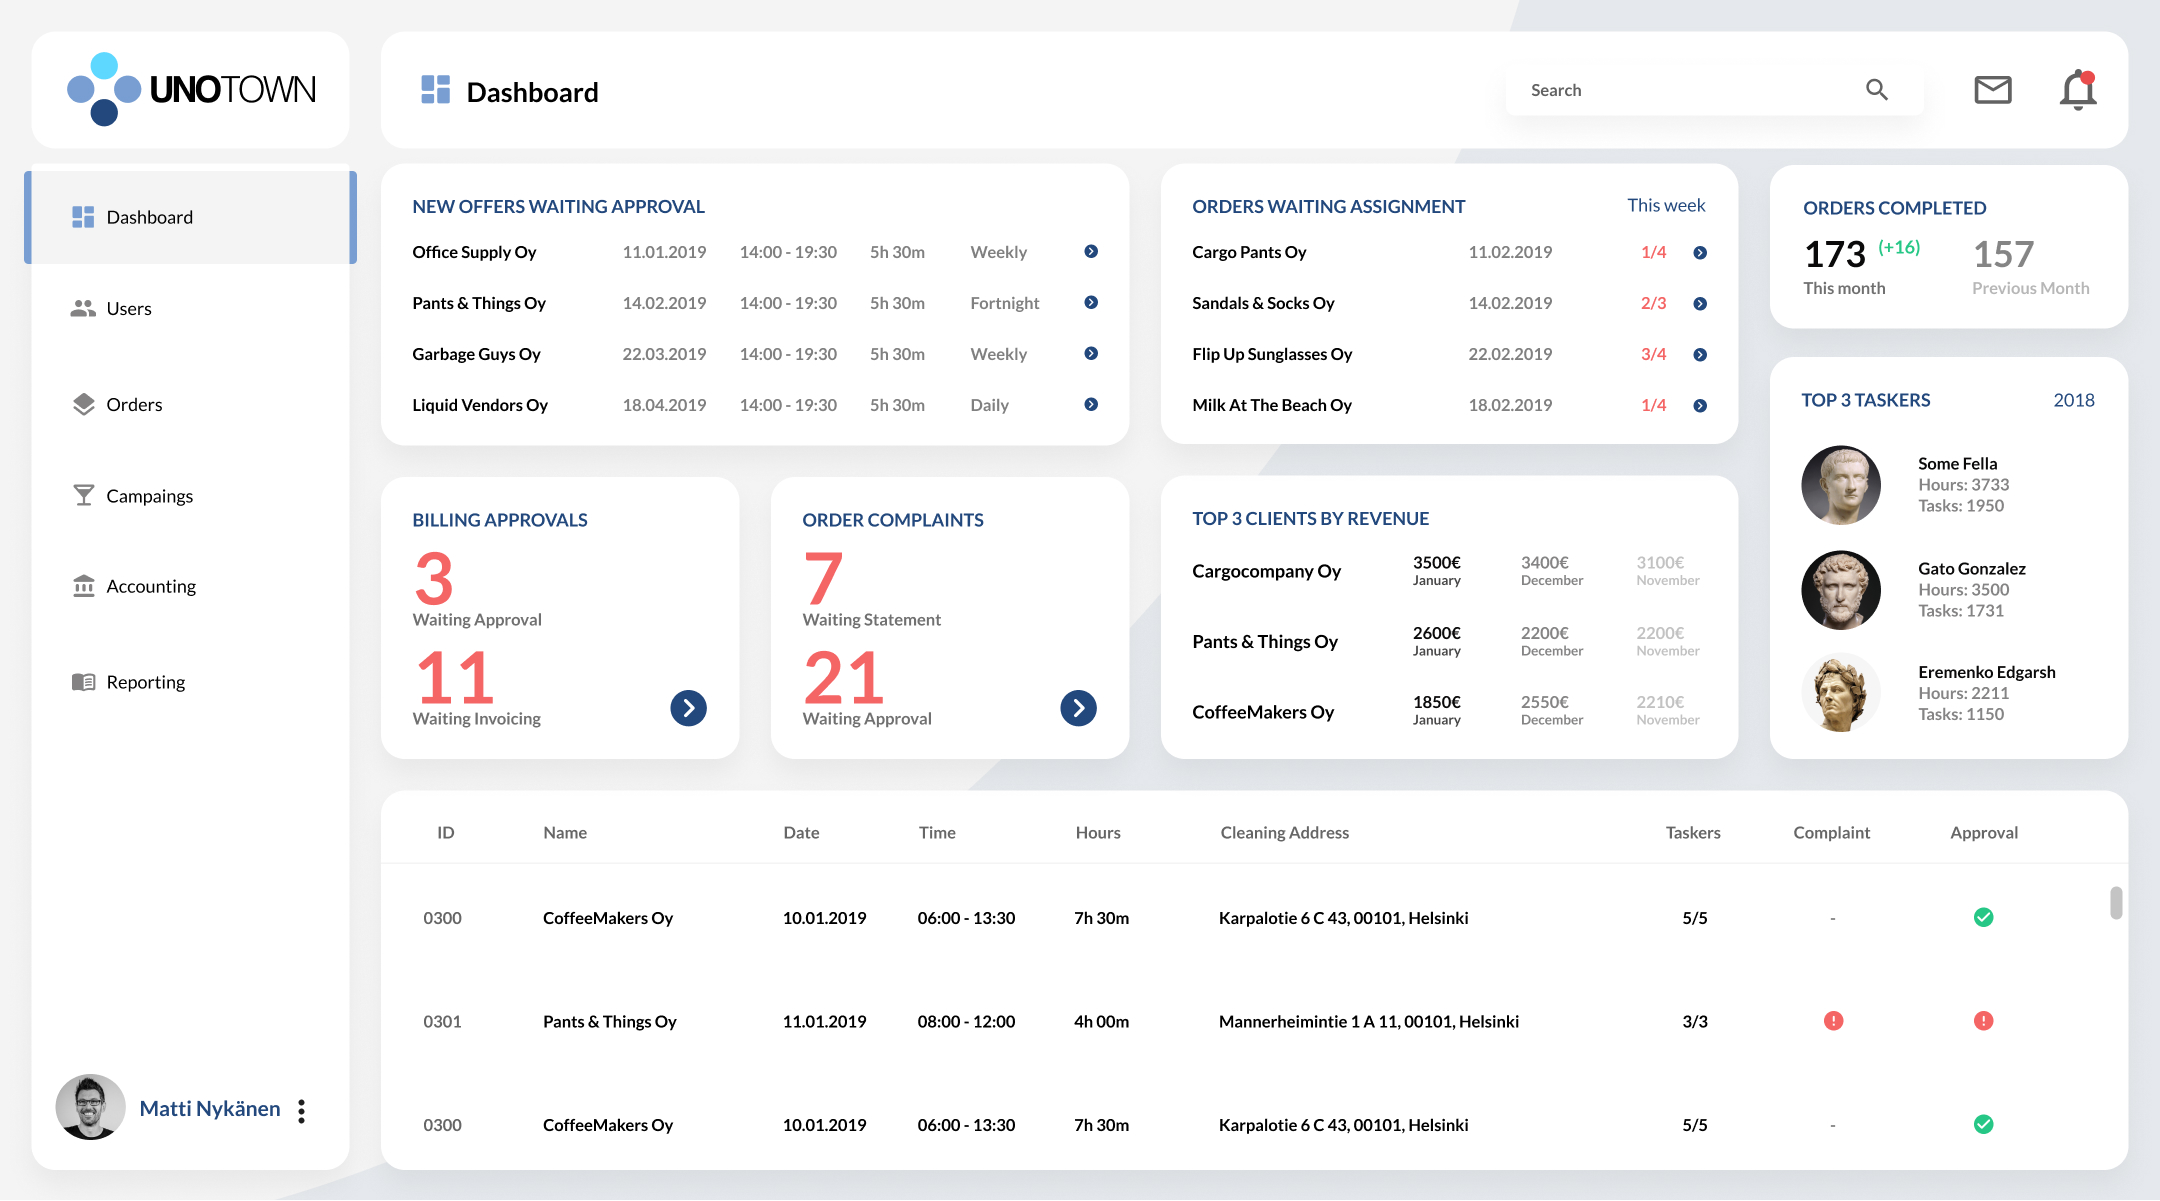 UNOTOWN
Dashboard
Search
Dashboard
Users
Orders
Campaings
Accounting
Reporting
Matti Nykänen
NEW OFFERS WAITING APPROVAL
Office Supply Oy 11.01.2019 14:00 - 19:30 5h 30m Weekly
Pants & Things Oy 14.02.2019 14:00 - 19:30 5h 30m Fortnight
Garbage Guys Oy 22.03.2019 14:00 - 19:30 5h 30m Weekly
Liquid Vendors Oy 18.04.2019 14:00 - 19:30 5h 30m Daily
ORDERS WAITING ASSIGNMENT This week
Cargo Pants Oy 11.02.2019 1/4
Sandals & Socks Oy 14.02.2019 2/3
Flip Up Sunglasses Oy 22.02.2019 3/4
Milk At The Beach Oy 18.02.2019 1/4
ORDERS COMPLETED
173 (+16) 157
This month Previous Month
BILLING APPROVALS
3
Waiting Approval
11
Waiting Invoicing
ORDER COMPLAINTS
7
Waiting Statement
21
Waiting Approval
TOP 3 CLIENTS BY REVENUE
Cargocompany Oy 3500€ 3400€ 3100€
January December November
Pants & Things Oy 2600€ 2200€ 2200€
January December November
CoffeeMakers Oy 1850€ 2550€ 2210€
January December November
TOP 3 TASKERS 2018
Some Fella
Hours: 3733
Tasks: 1950
Gato Gonzalez
Hours: 3500
Tasks: 1731
Eremenko Edgarsh
Hours: 2211
Tasks: 1150
ID Name Date Time Hours Cleaning Address Taskers Complaint Approval
0300 CoffeeMakers Oy 10.01.2019 06:00 - 13:30 7h 30m Karpalotie 6 C 43, 00101, Helsinki 5/5 -
0301 Pants & Things Oy 11.01.2019 08:00 - 12:00 4h 00m Mannerheimintie 1 A 11, 00101, Helsinki 3/3
0300 CoffeeMakers Oy 10.01.2019 06:00 - 13:30 7h 30m Karpalotie 6 C 43, 00101, Helsinki 5/5 -